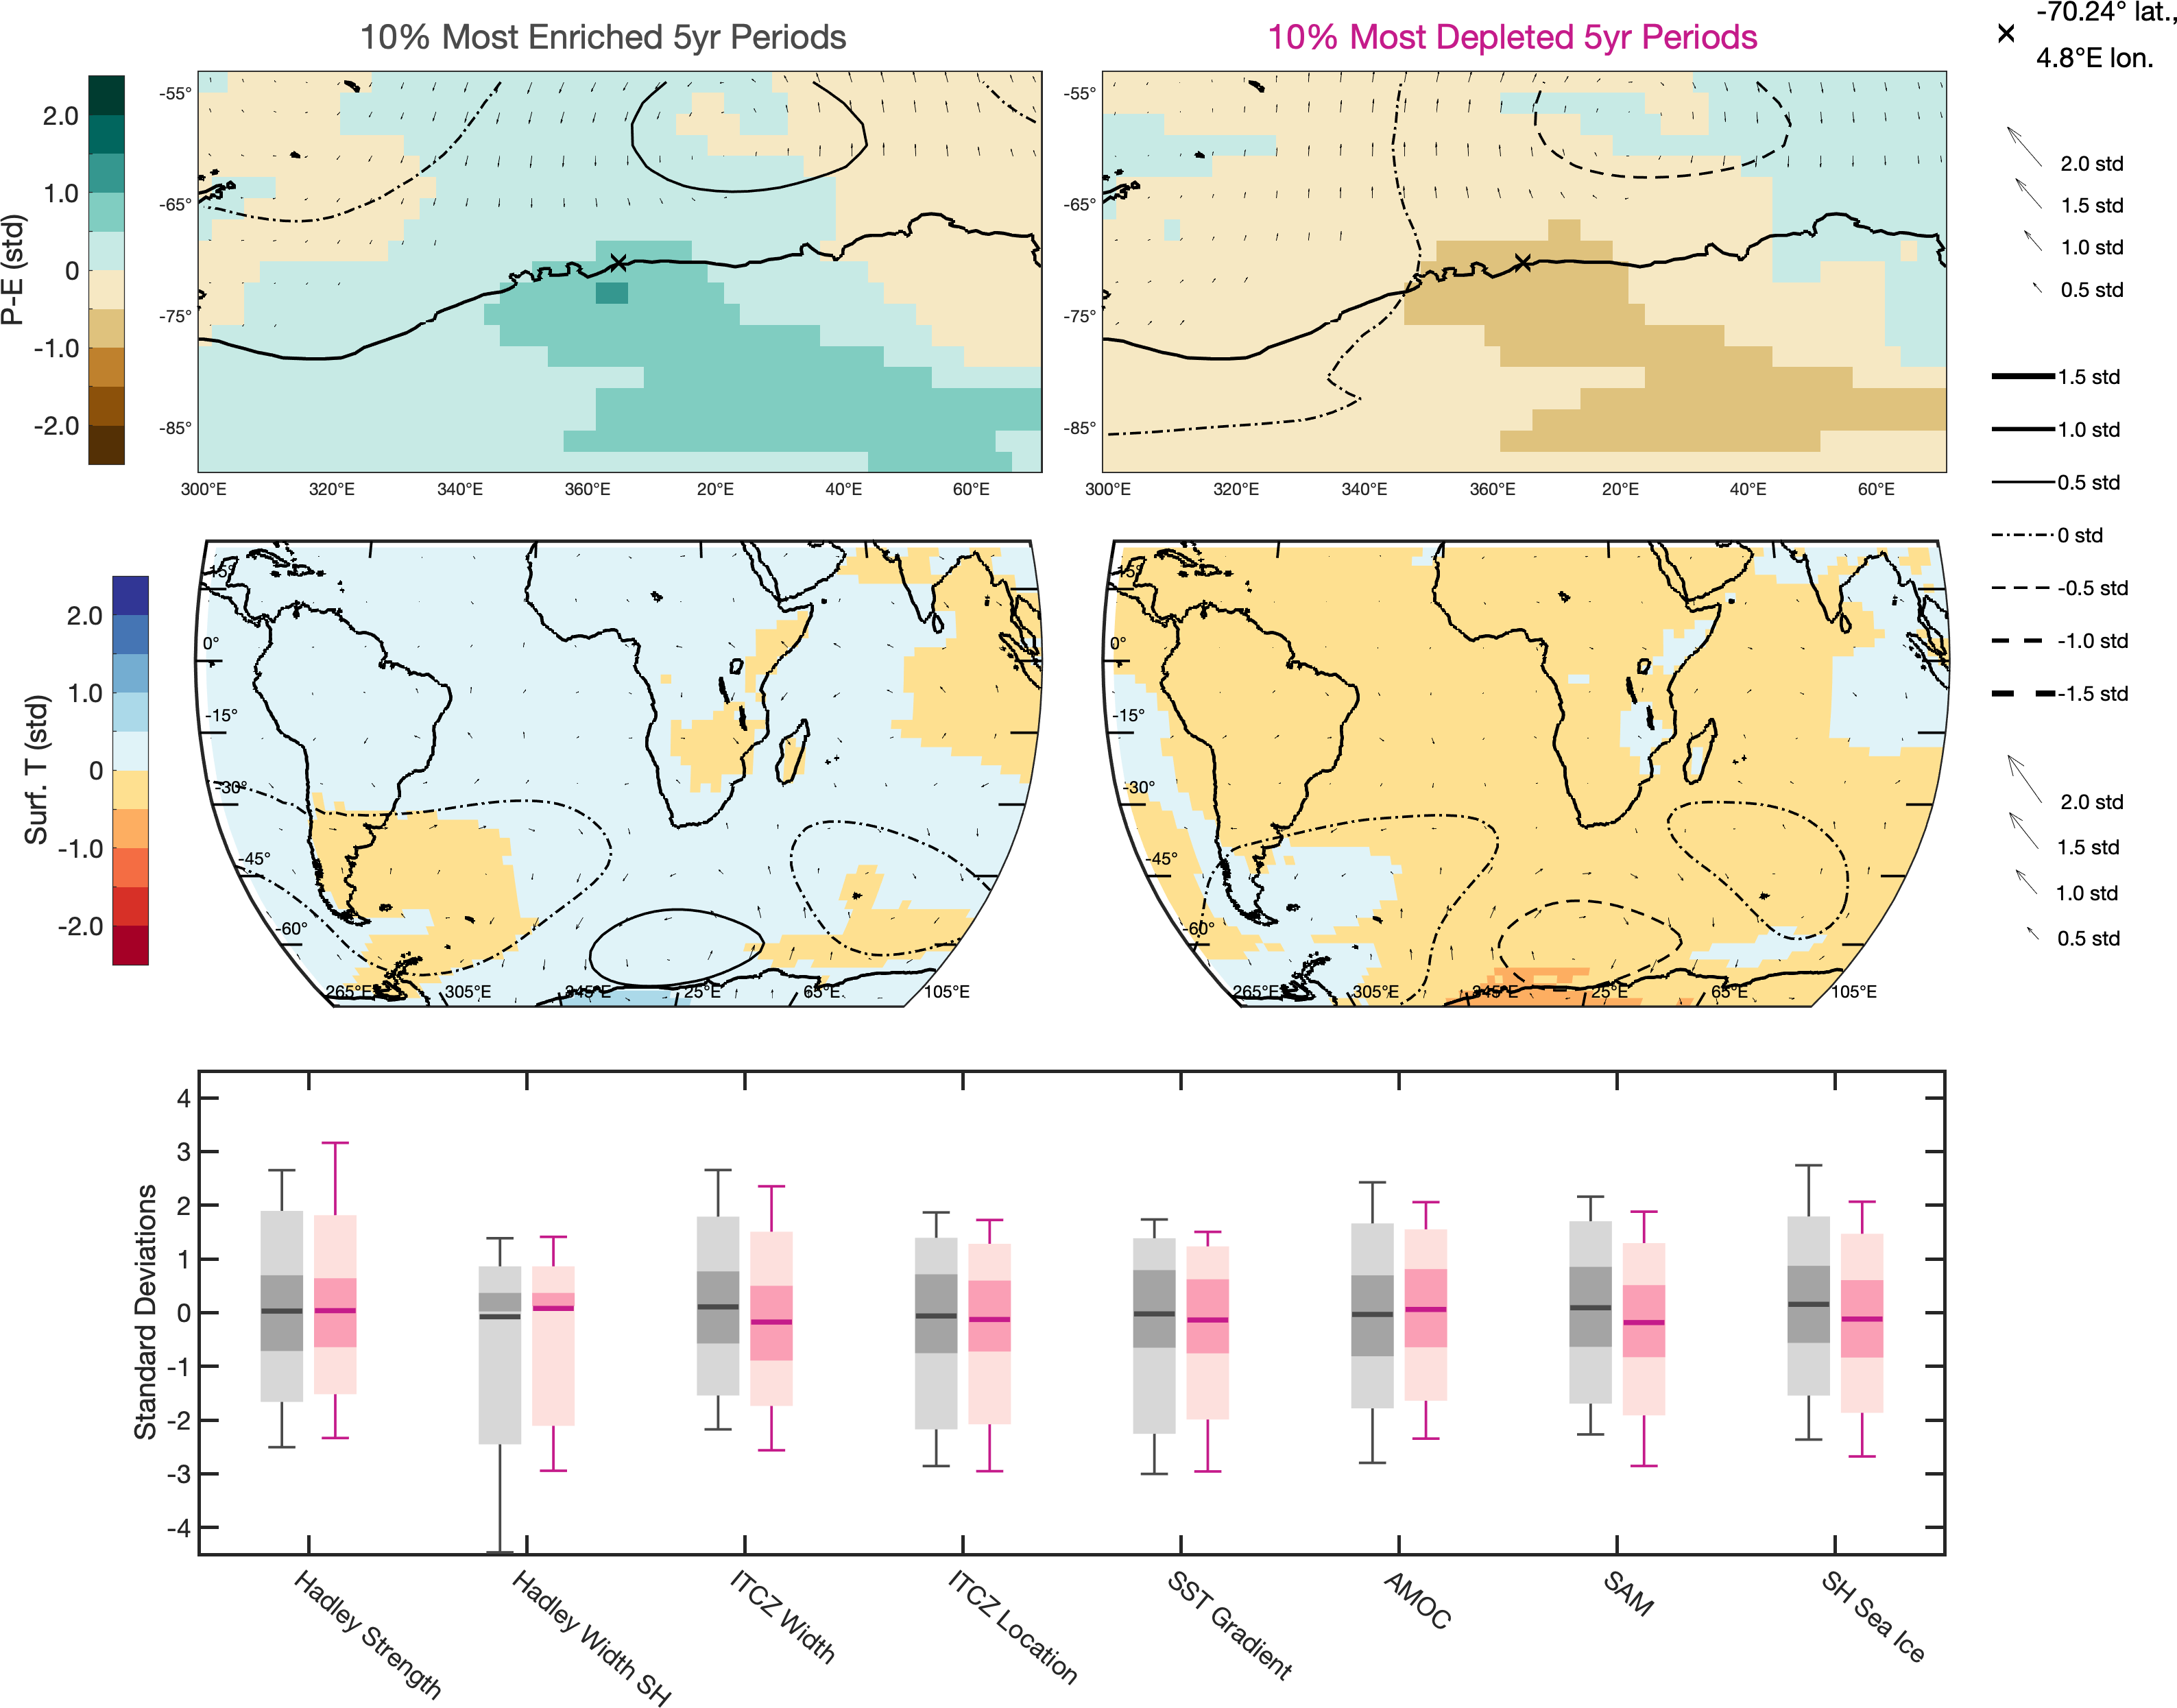 10% Most Enriched 5yr Periods
10% Most Depleted 5yr Periods
-70.24° lat.,
4.8°E lon.
P-E (std)
2.0
1.0
0
-1.0
-2.0
-55°
-65°
-75°
-85°
300°E 320°E 340°E 360°E 20°E 40°E 60°E
-55°
-65°
-75°
-85°
300°E 320°E 340°E 360°E 20°E 40°E 60°E
2.0 std
1.5 std
1.0 std
0.5 std
1.5 std
1.0 std
0.5 std
0 std
-0.5 std
-1.0 std
-1.5 std
Surf. T (std)
2.0
1.0
0
-1.0
-2.0
15°
0°
-15°
-30°
-45°
-60°
265°E 305°E 345°E 25°E 65°E 105°E
15°
0°
-15°
-30°
-45°
-60°
265°E 305°E 345°E 25°E 65°E 105°E
2.0 std
1.5 std
1.0 std
0.5 std
Standard Deviations
4
3
2
1
0
-1
-2
-3
-4
Hadley Strength
Hadley Width SH
ITCZ Width
ITCZ Location
SST Gradient
AMOC
SAM
SH Sea Ice